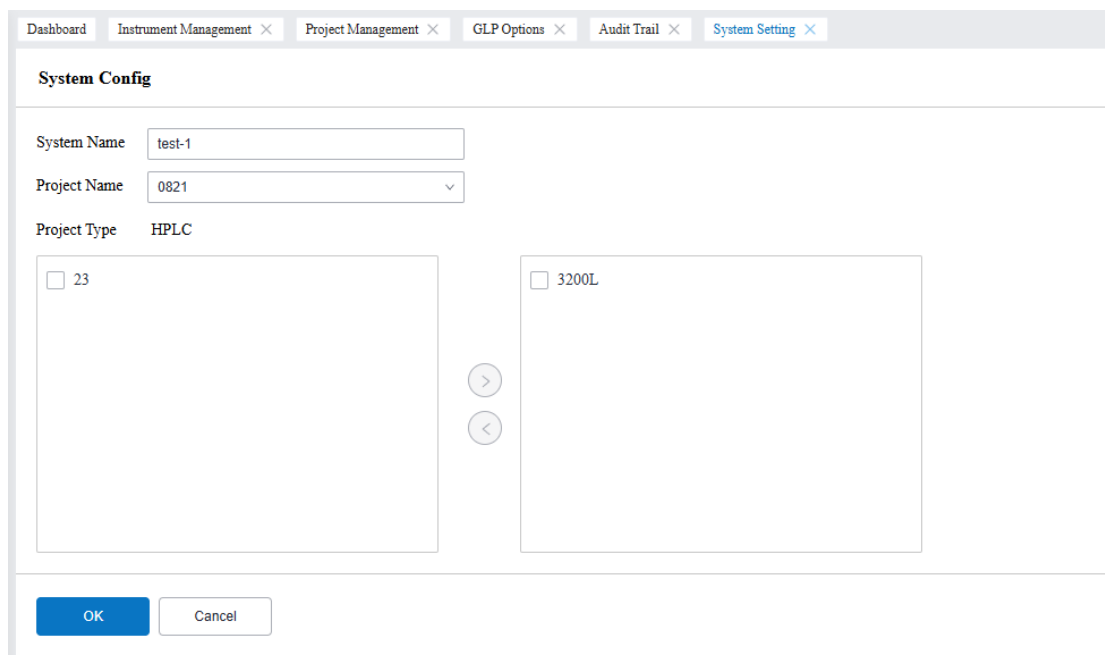 Dashboard Instrument Management Project Management GLP Options Audit Trail System Setting
System Config
System Name test-1
Project Name 0821
Project Type HPLC
23 3200L
OK Cancel